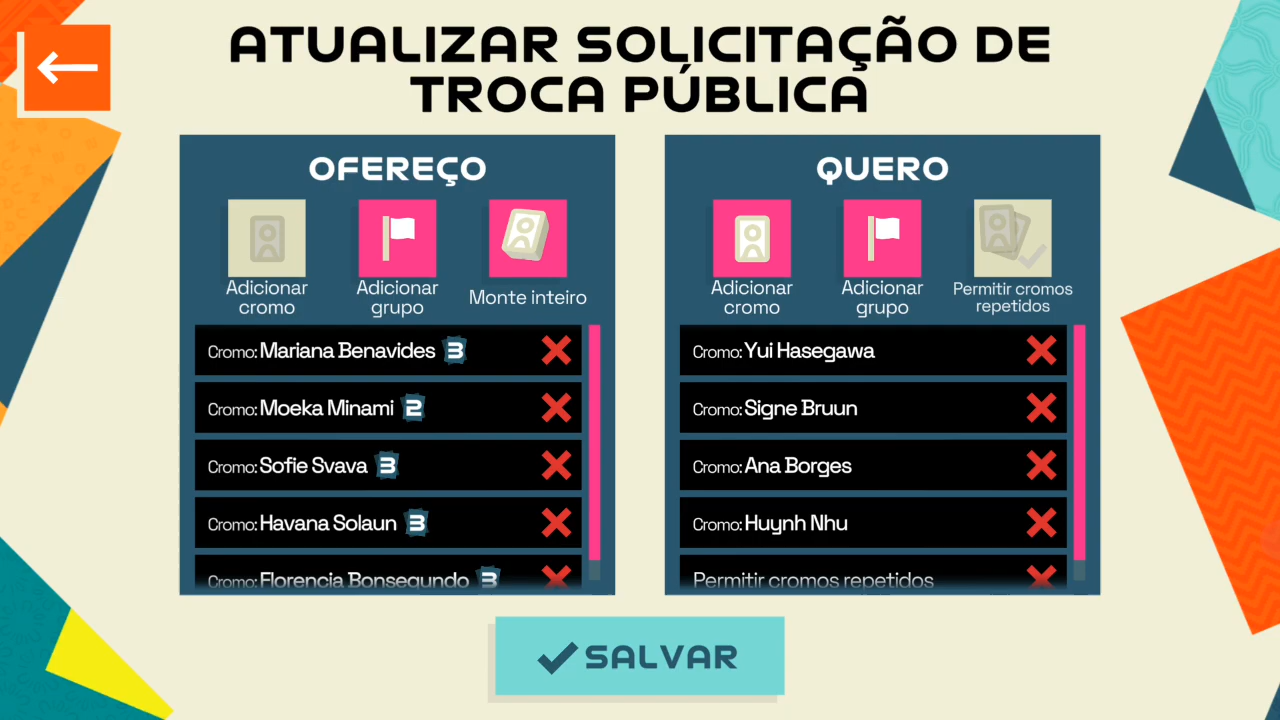 ATUALIZAR SOLICITAÇÃO DE
TROCA PÚBLICA
OFEREÇO
Adicionar
cromo
Adicionar
grupo
Monte inteiro
Cromo: Mariana Benavides 3
Cromo: Moeka Minami 2
Cromo: Sofie Svava 3
Cromo: Havana Solaun 3
Cromo: Florencia Bonsegundo 3
QUERO
Adicionar
cromo
Adicionar
grupo
Permitir cromos
repetidos
Cromo: Yui Hasegawa
Cromo: Signe Bruun
Cromo: Ana Borges
Cromo: Huynh Nhu
Permitir cromos repetidos
SALVAR